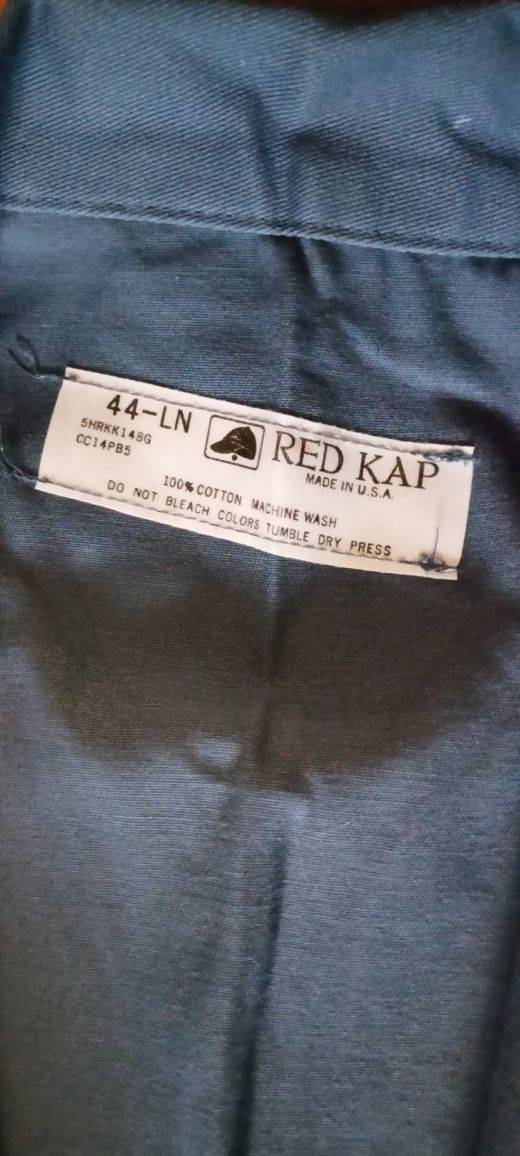 44-LN
5HRKK148G
CC14PB5
RED KAP
MADE IN U.S.A.
100% COTTON MACHINE WASH
DO NOT BLEACH COLORS TUMBLE DRY PRESS